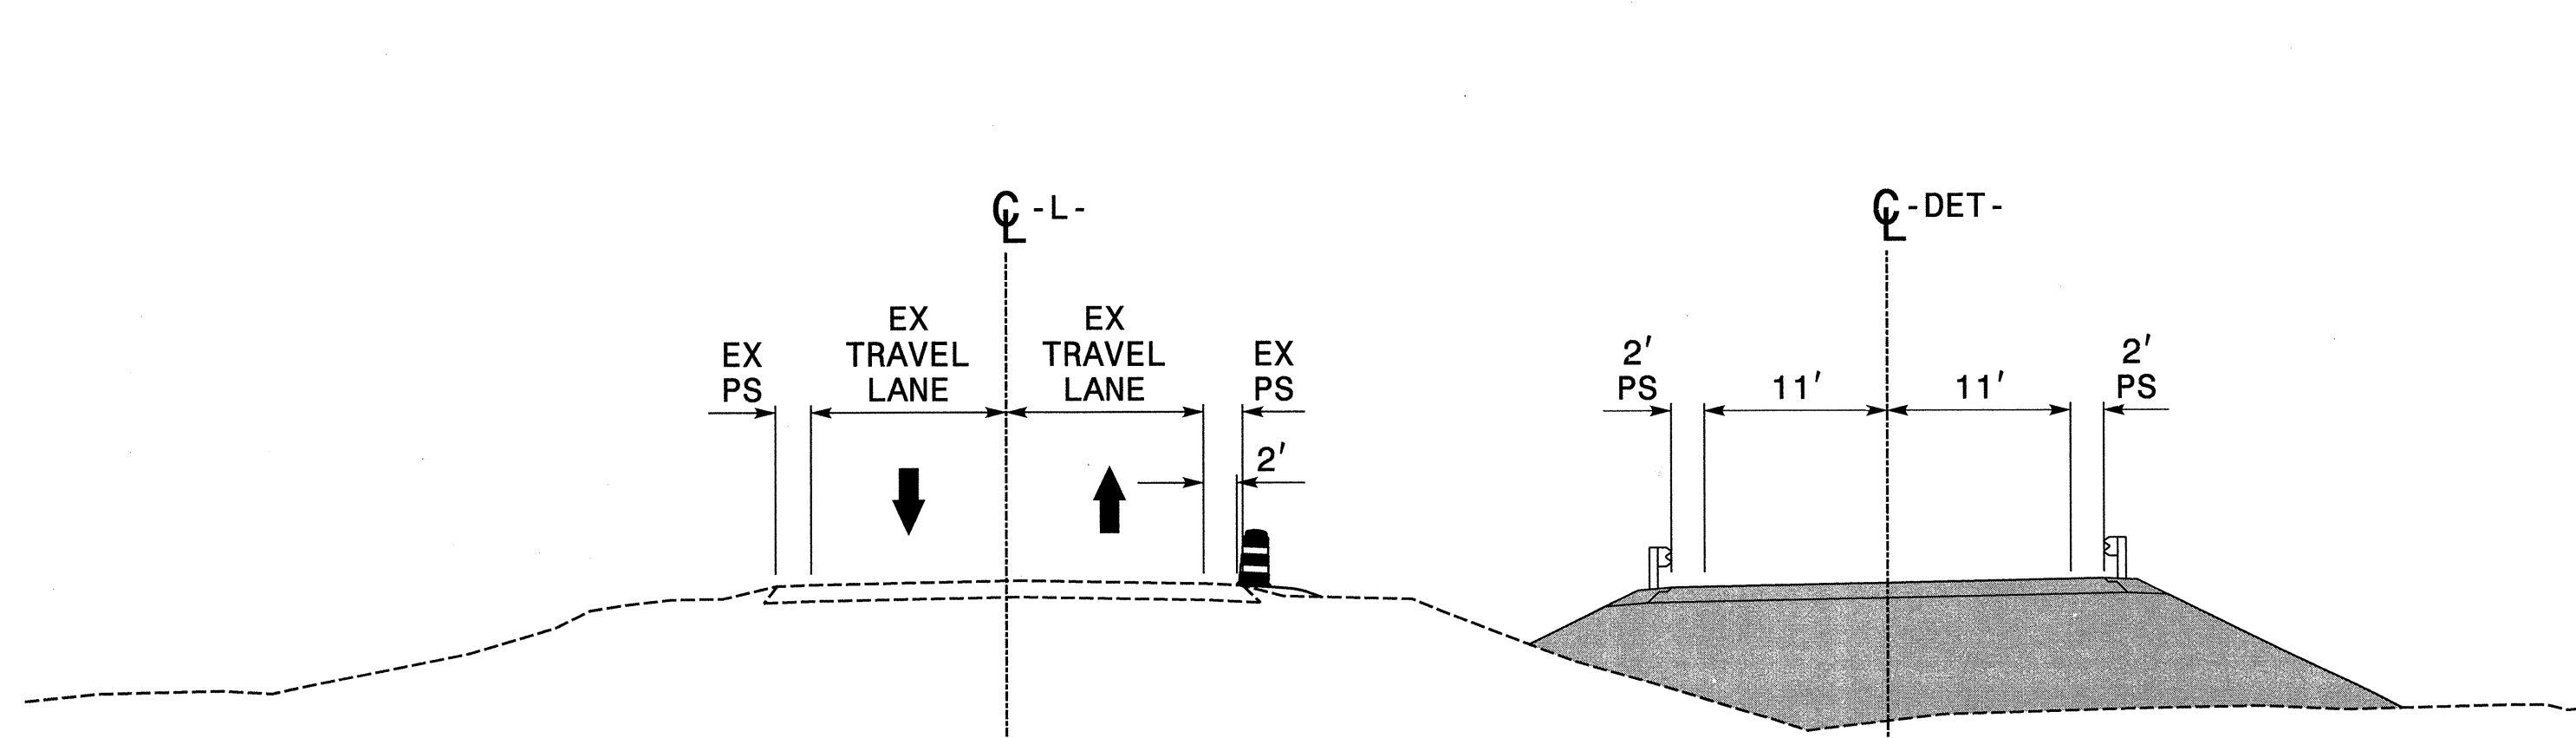 ℄ -L-
℄ -DET-
EX
PS
EX
TRAVEL
LANE
EX
TRAVEL
LANE
EX
PS
2'
2'
PS
11'
11'
2'
PS